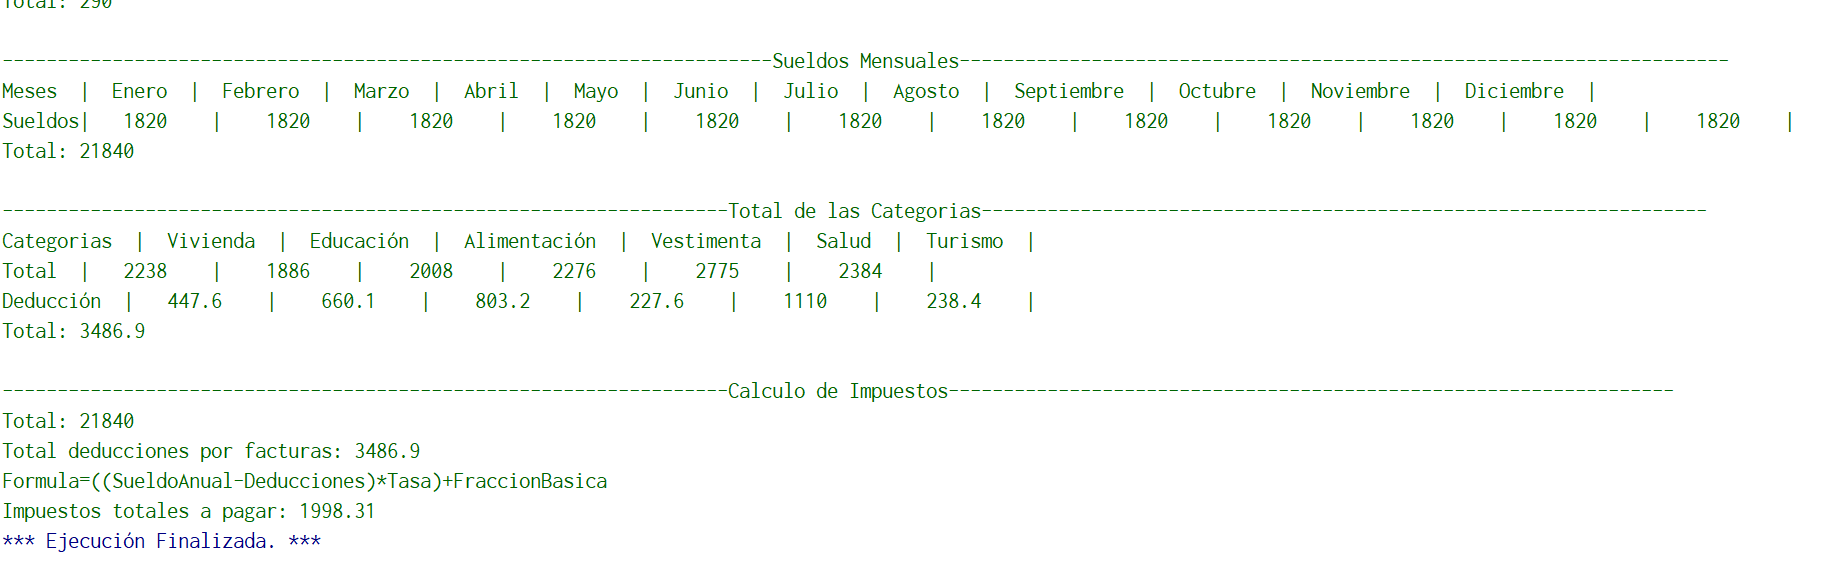 Total: 290
----------------------------------------------------------------------Sueldos Mensuales----------------------------------------------------------------------
Meses  |  Enero  |  Febrero  |  Marzo  |  Abril  |  Mayo  |  Junio  |  Julio  |  Agosto  |  Septiembre  |  Octubre  |  Noviembre  |  Diciembre  |
Sueldos|   1820    |    1820    |    1820    |    1820    |    1820    |    1820    |    1820    |    1820    |    1820    |    1820    |    1820    |    1820    |
Total: 21840
------------------------------------------------------------------Total de las Categorias------------------------------------------------------------------
Categorias  |  Vivienda  |  Educación  |  Alimentación  |  Vestimenta  |  Salud  |  Turismo  |
Total  |   2238    |    1886    |    2008    |    2276    |    2775    |    2384    |
Deducción  |   447.6    |    660.1    |    803.2    |    227.6    |    1110    |    238.4    |
Total: 3486.9
------------------------------------------------------------------Calculo de Impuestos------------------------------------------------------------------
Total: 21840
Total deducciones por facturas: 3486.9
Formula=((SueldoAnual-Deducciones)*Tasa)+FraccionBasica
Impuestos totales a pagar: 1998.31
*** Ejecución Finalizada. ***